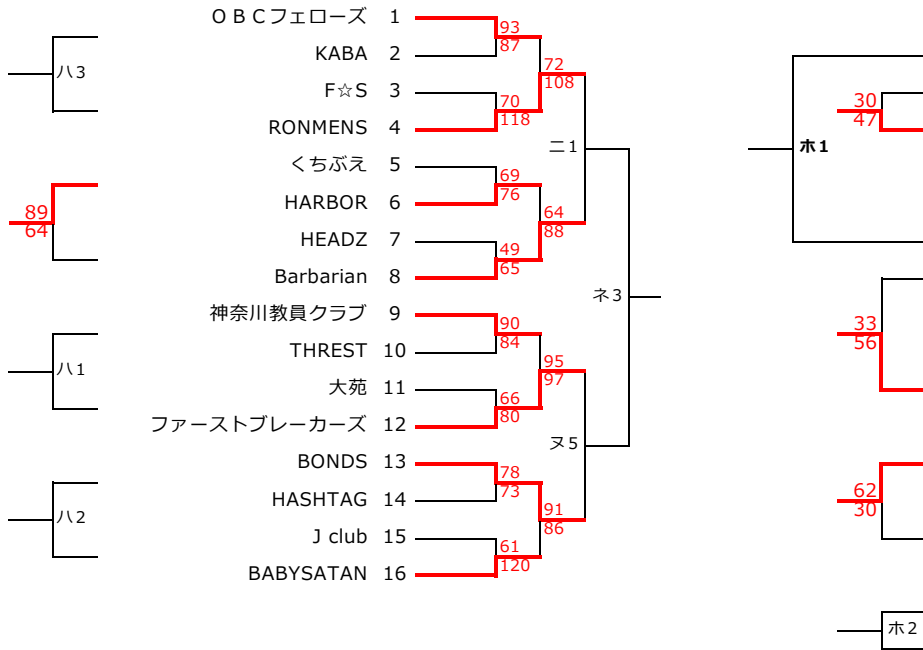 ハ3
89
64
ハ1
ハ2
ＯＢＣフェローズ 1
KABA 2
F☆S 3
RONMENS 4
くちぶえ 5
HARBOR 6
HEADZ 7
Barbarian 8
神奈川教員クラブ 9
THREST 10
大苑 11
ファーストブレーカーズ 12
BONDS 13
HASHTAG 14
J club 15
BABYSATAN 16
93
87
70
118
69
76
49
65
90
84
66
80
78
73
61
120
72
108
64
88
95
97
91
86
ニ1
ヌ5
ネ3
ホ1
30
47
33
56
62
30
ホ2